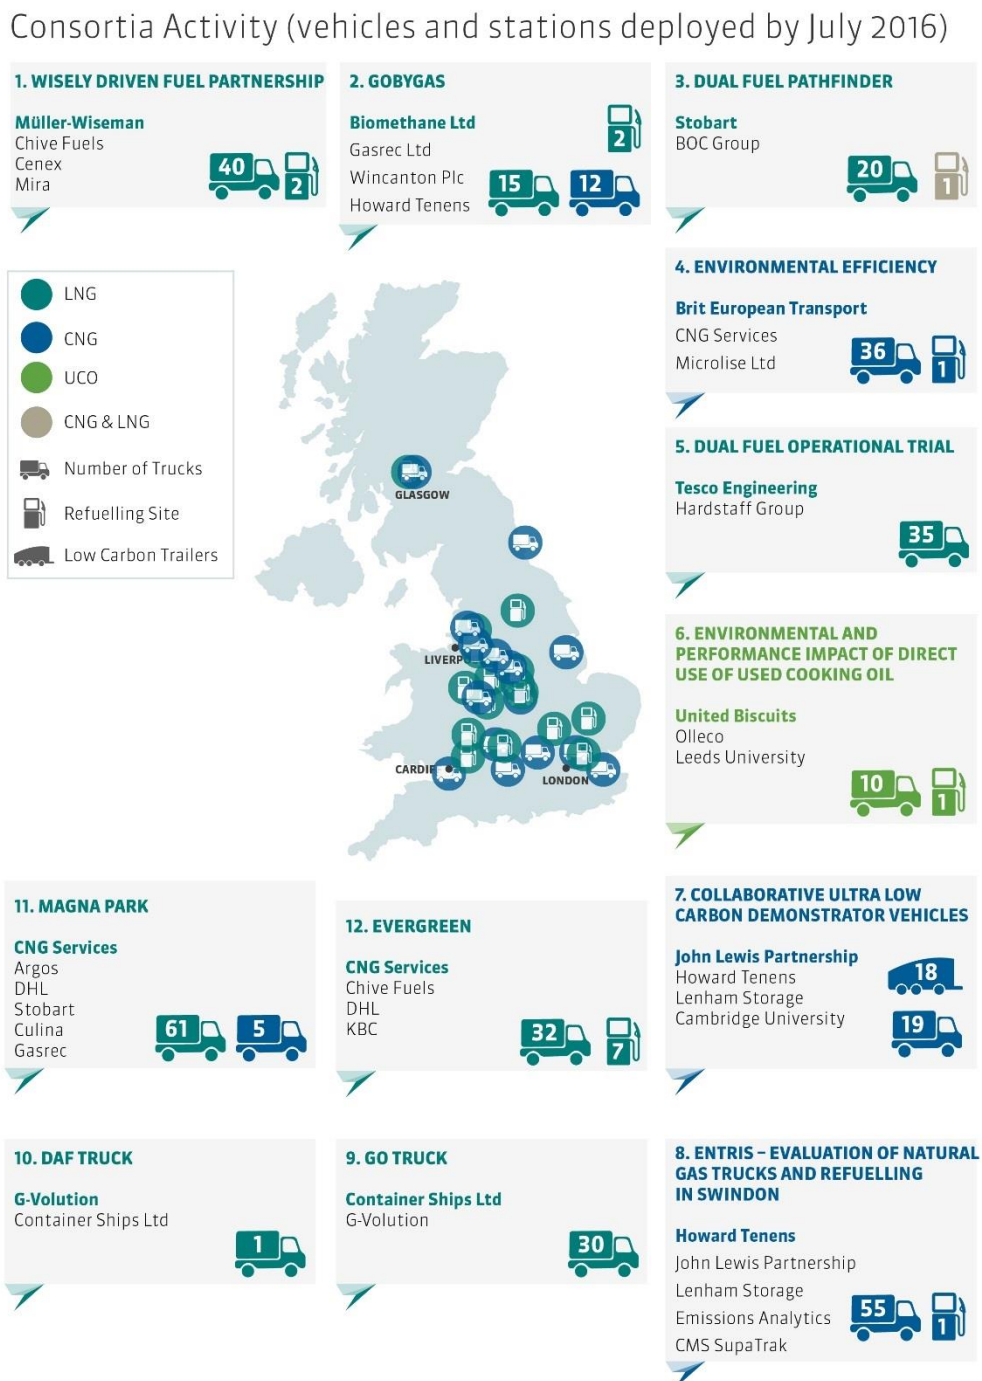 Consortia Activity (vehicles and stations deployed by July 2016)
1. WISELY DRIVEN FUEL PARTNERSHIP
Müller-Wiseman
Chive Fuels
Cenex
Mira
40
2
2. GOBYGAS
Biomethane Ltd
Gasrec Ltd
Wincanton Plc
Howard Tenens
2
15
12
3. DUAL FUEL PATHFINDER
Stobart
BOC Group
20
1
LNG
CNG
UCO
CNG & LNG
Number of Trucks
Refuelling Site
Low Carbon Trailers
GLASGOW
LIVERP
CARDIF
LONDON
4. ENVIRONMENTAL EFFICIENCY
Brit European Transport
CNG Services
Microlise Ltd
36
1
5. DUAL FUEL OPERATIONAL TRIAL
Tesco Engineering
Hardstaff Group
35
6. ENVIRONMENTAL AND
PERFORMANCE IMPACT OF DIRECT
USE OF USED COOKING OIL
United Biscuits
Olleco
Leeds University
10
1
7. COLLABORATIVE ULTRA LOW
CARBON DEMONSTRATOR VEHICLES
John Lewis Partnership
Howard Tenens
Lenham Storage
Cambridge University
18
19
11. MAGNA PARK
CNG Services
Argos
DHL
Stobart
Culina
Gasrec
61
5
12. EVERGREEN
CNG Services
Chive Fuels
DHL
KBC
32
7
10. DAF TRUCK
G-Volution
Container Ships Ltd
1
9. GO TRUCK
Container Ships Ltd
G-Volution
30
8. ENTRIS – EVALUATION OF NATURAL
GAS TRUCKS AND REFUELLING
IN SWINDON
Howard Tenens
John Lewis Partnership
Lenham Storage
Emissions Analytics
CMS SupaTrak
55
1